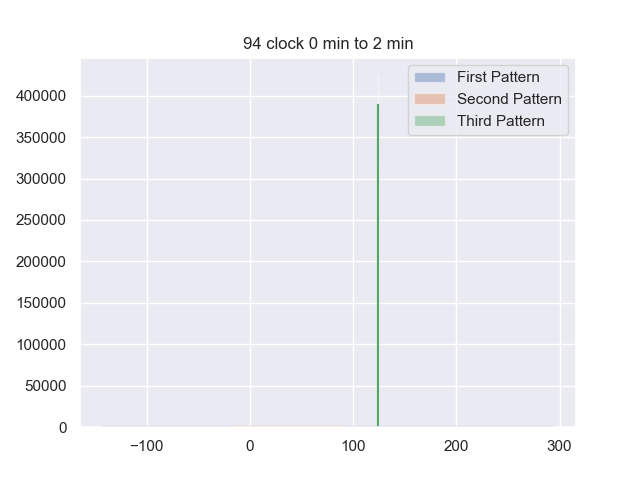 94 clock 0 min to 2 min
First Pattern
Second Pattern
Third Pattern
400000
350000
300000
250000
200000
150000
100000
50000
0
−100 0 100 200 300